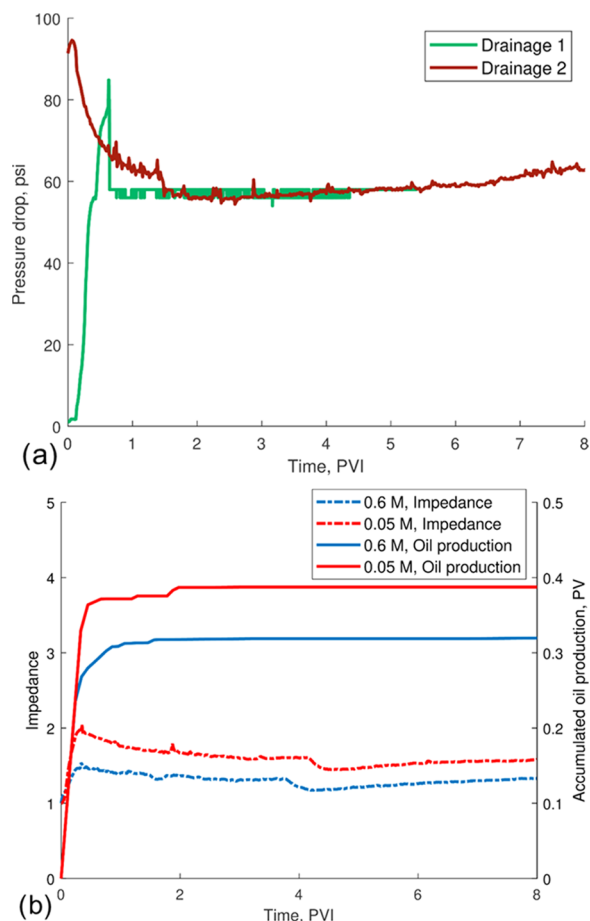 100
80
60
40
20
0
Pressure drop, psi
Drainage 1
Drainage 2
0 1 2 3 4 5 6 7 8
Time, PVI
(a)
5
4
3
2
1
0
Impedance
0.6 M, Impedance
0.05 M, Impedance
0.6 M, Oil production
0.05 M, Oil production
0.5
0.4
0.3
0.2
0.1
0
Accumulated oil production, PV
0 2 4 6 8
Time, PVI
(b)